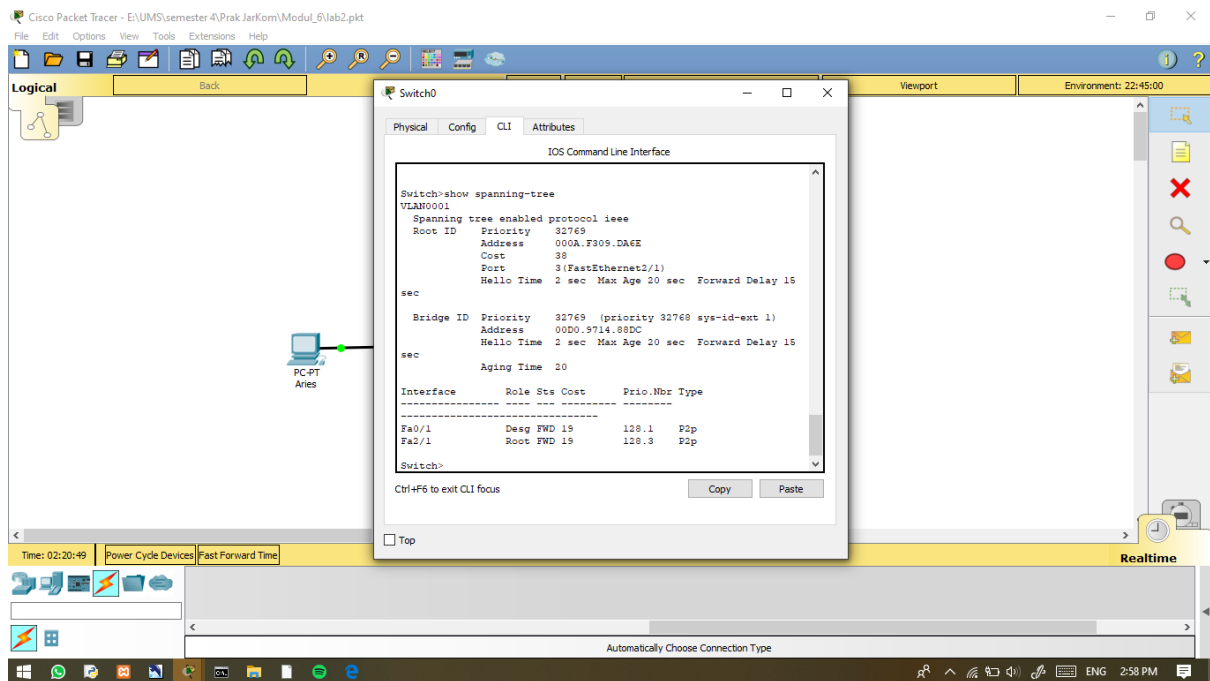 Cisco Packet Tracer - E:\UMS\semester 4\Prak JarKom\Modul_6\lab2.pkt
File Edit Options View Tools Extensions Help
Logical
Back
Viewport
Environment: 22:45:00
Switch0
Physical Config CLI Attributes
IOS Command Line Interface
Switch>show spanning-tree
VLAN0001
  Spanning tree enabled protocol ieee
  Root ID    Priority    32769
             Address     000A.F309.DA6E
             Cost        38
             Port        3(FastEthernet2/1)
             Hello Time  2 sec  Max Age 20 sec  Forward Delay 15
sec
  Bridge ID  Priority    32769  (priority 32768 sys-id-ext 1)
             Address     00D0.9714.88DC
             Hello Time  2 sec  Max Age 20 sec  Forward Delay 15
sec
             Aging Time  20
Interface        Role Sts Cost      Prio.Nbr Type
---------------- ---- --- --------- --------
--------------------------------
Fa0/1            Desg FWD 19        128.1    P2p
Fa2/1            Root FWD 19        128.3    P2p
Switch>
Ctrl+F6 to exit CLI focus
Copy
Paste
Top
PC-PT
Aries
Time: 02:20:49
Power Cycle Devices
Fast Forward Time
Realtime
Automatically Choose Connection Type
ENG
2:58 PM